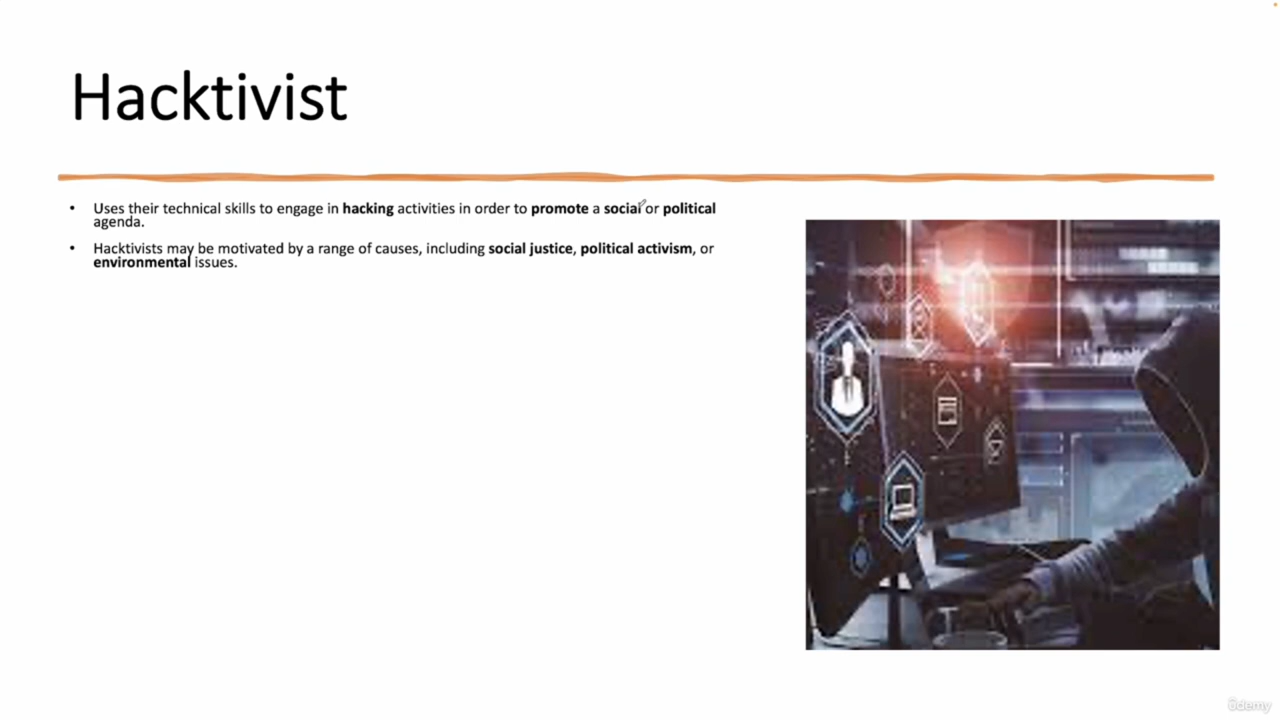 Hacktivist
• Uses their technical skills to engage in hacking activities in order to promote a social or political
agenda.
• Hacktivists may be motivated by a range of causes, including social justice, political activism, or
environmental issues.
ûdemy